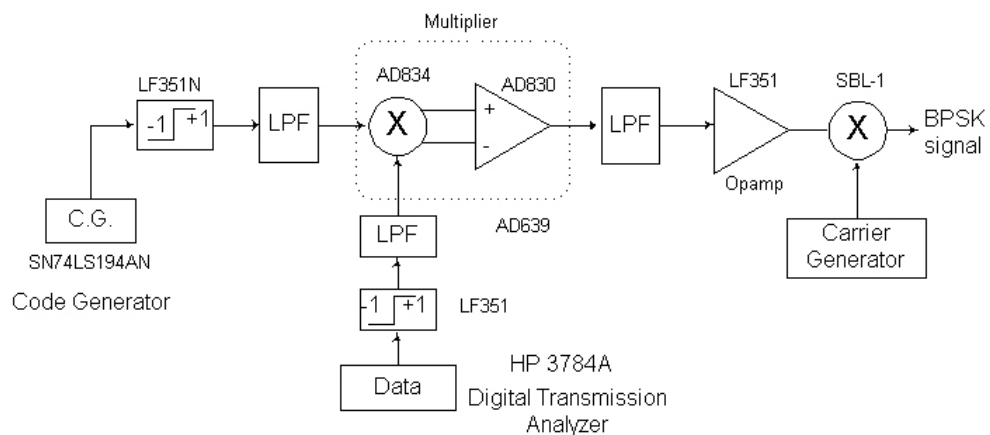 Multiplier
LF351N
AD834
AD830
LF351
SBL-1
-1 +1
LPF
X
+
-
LPF
X
BPSK
signal
Opamp
C.G.
SN74LS194AN
Code Generator
LPF
AD639
Carrier
Generator
-1 +1
LF351
Data
HP 3784A
Digital Transmission
Analyzer